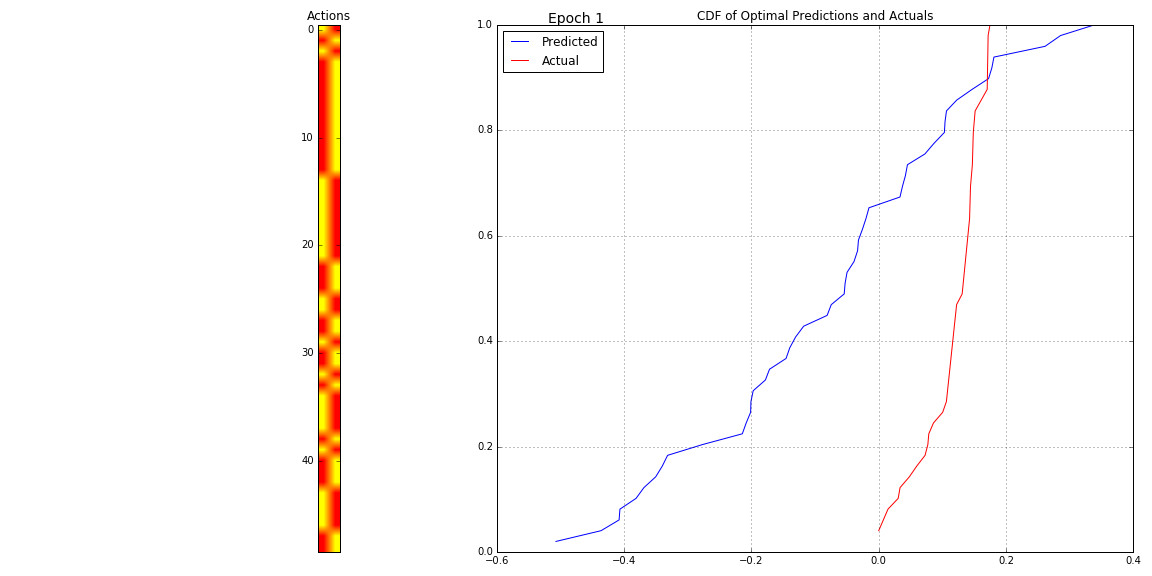 Actions
0
10
20
30
40
Epoch 1
CDF of Optimal Predictions and Actuals
Predicted
Actual
1.0
0.8
0.6
0.4
0.2
0.0
−0.6 −0.4 −0.2 0.0 0.2 0.4